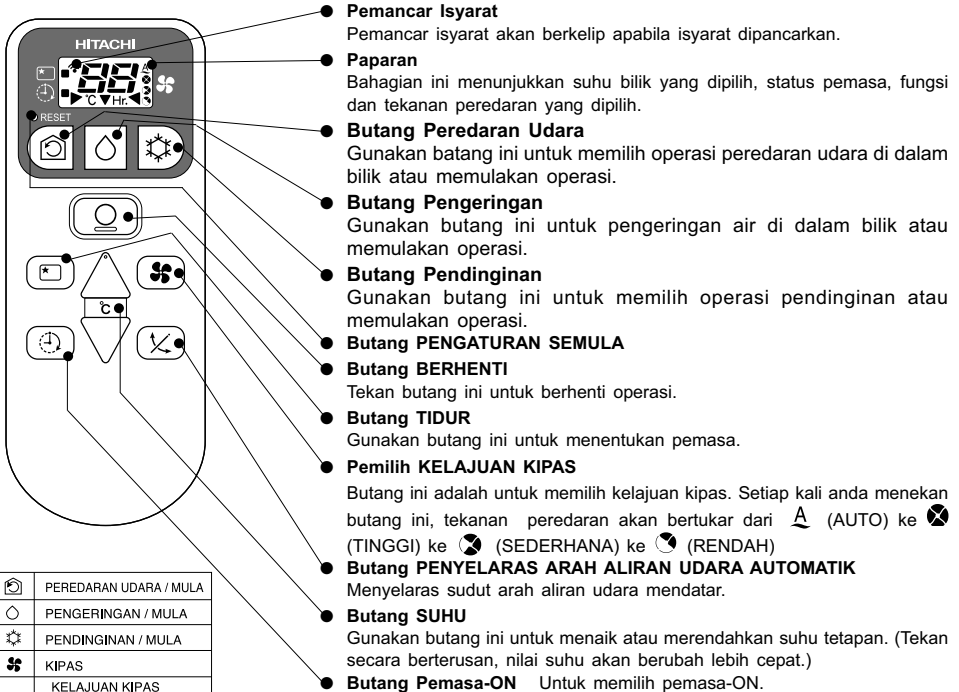 HITACHI
°C Hr.
RESET
°C
Pemancar Isyarat
Pemancar isyarat akan berkelip apabila isyarat dipancarkan.
Paparan
Bahagian ini menunjukkan suhu bilik yang dipilih, status pemasa, fungsi
dan tekanan peredaran yang dipilih.
Butang Peredaran Udara
Gunakan batang ini untuk memilih operasi peredaran udara di dalam
bilik atau memulakan operasi.
Butang Pengeringan
Gunakan butang ini untuk pengeringan air di dalam bilik atau
memulakan operasi.
Butang Pendinginan
Gunakan butang ini untuk memilih operasi pendinginan atau
memulakan operasi.
Butang PENGATURAN SEMULA
Butang BERHENTI
Tekan butang ini untuk berhenti operasi.
Butang TIDUR
Gunakan butang ini untuk menentukan pemasa.
Pemilih KELAJUAN KIPAS
Butang ini adalah untuk memilih kelajuan kipas. Setiap kali anda menekan
butang ini, tekanan peredaran akan bertukar dari A (AUTO) ke
(TINGGI) ke (SEDERHANA) ke (RENDAH)
Butang PENYELARAS ARAH ALIRAN UDARA AUTOMATIK
Menyelaras sudut arah aliran udara mendatar.
Butang SUHU
Gunakan butang ini untuk menaik atau merendahkan suhu tetapan. (Tekan
secara berterusan, nilai suhu akan berubah lebih cepat.)
Butang Pemasa-ON Untuk memilih pemasa-ON.
PEREDARAN UDARA / MULA
PENGERINGAN / MULA
PENDINGINAN / MULA
KIPAS
KELAJUAN KIPAS